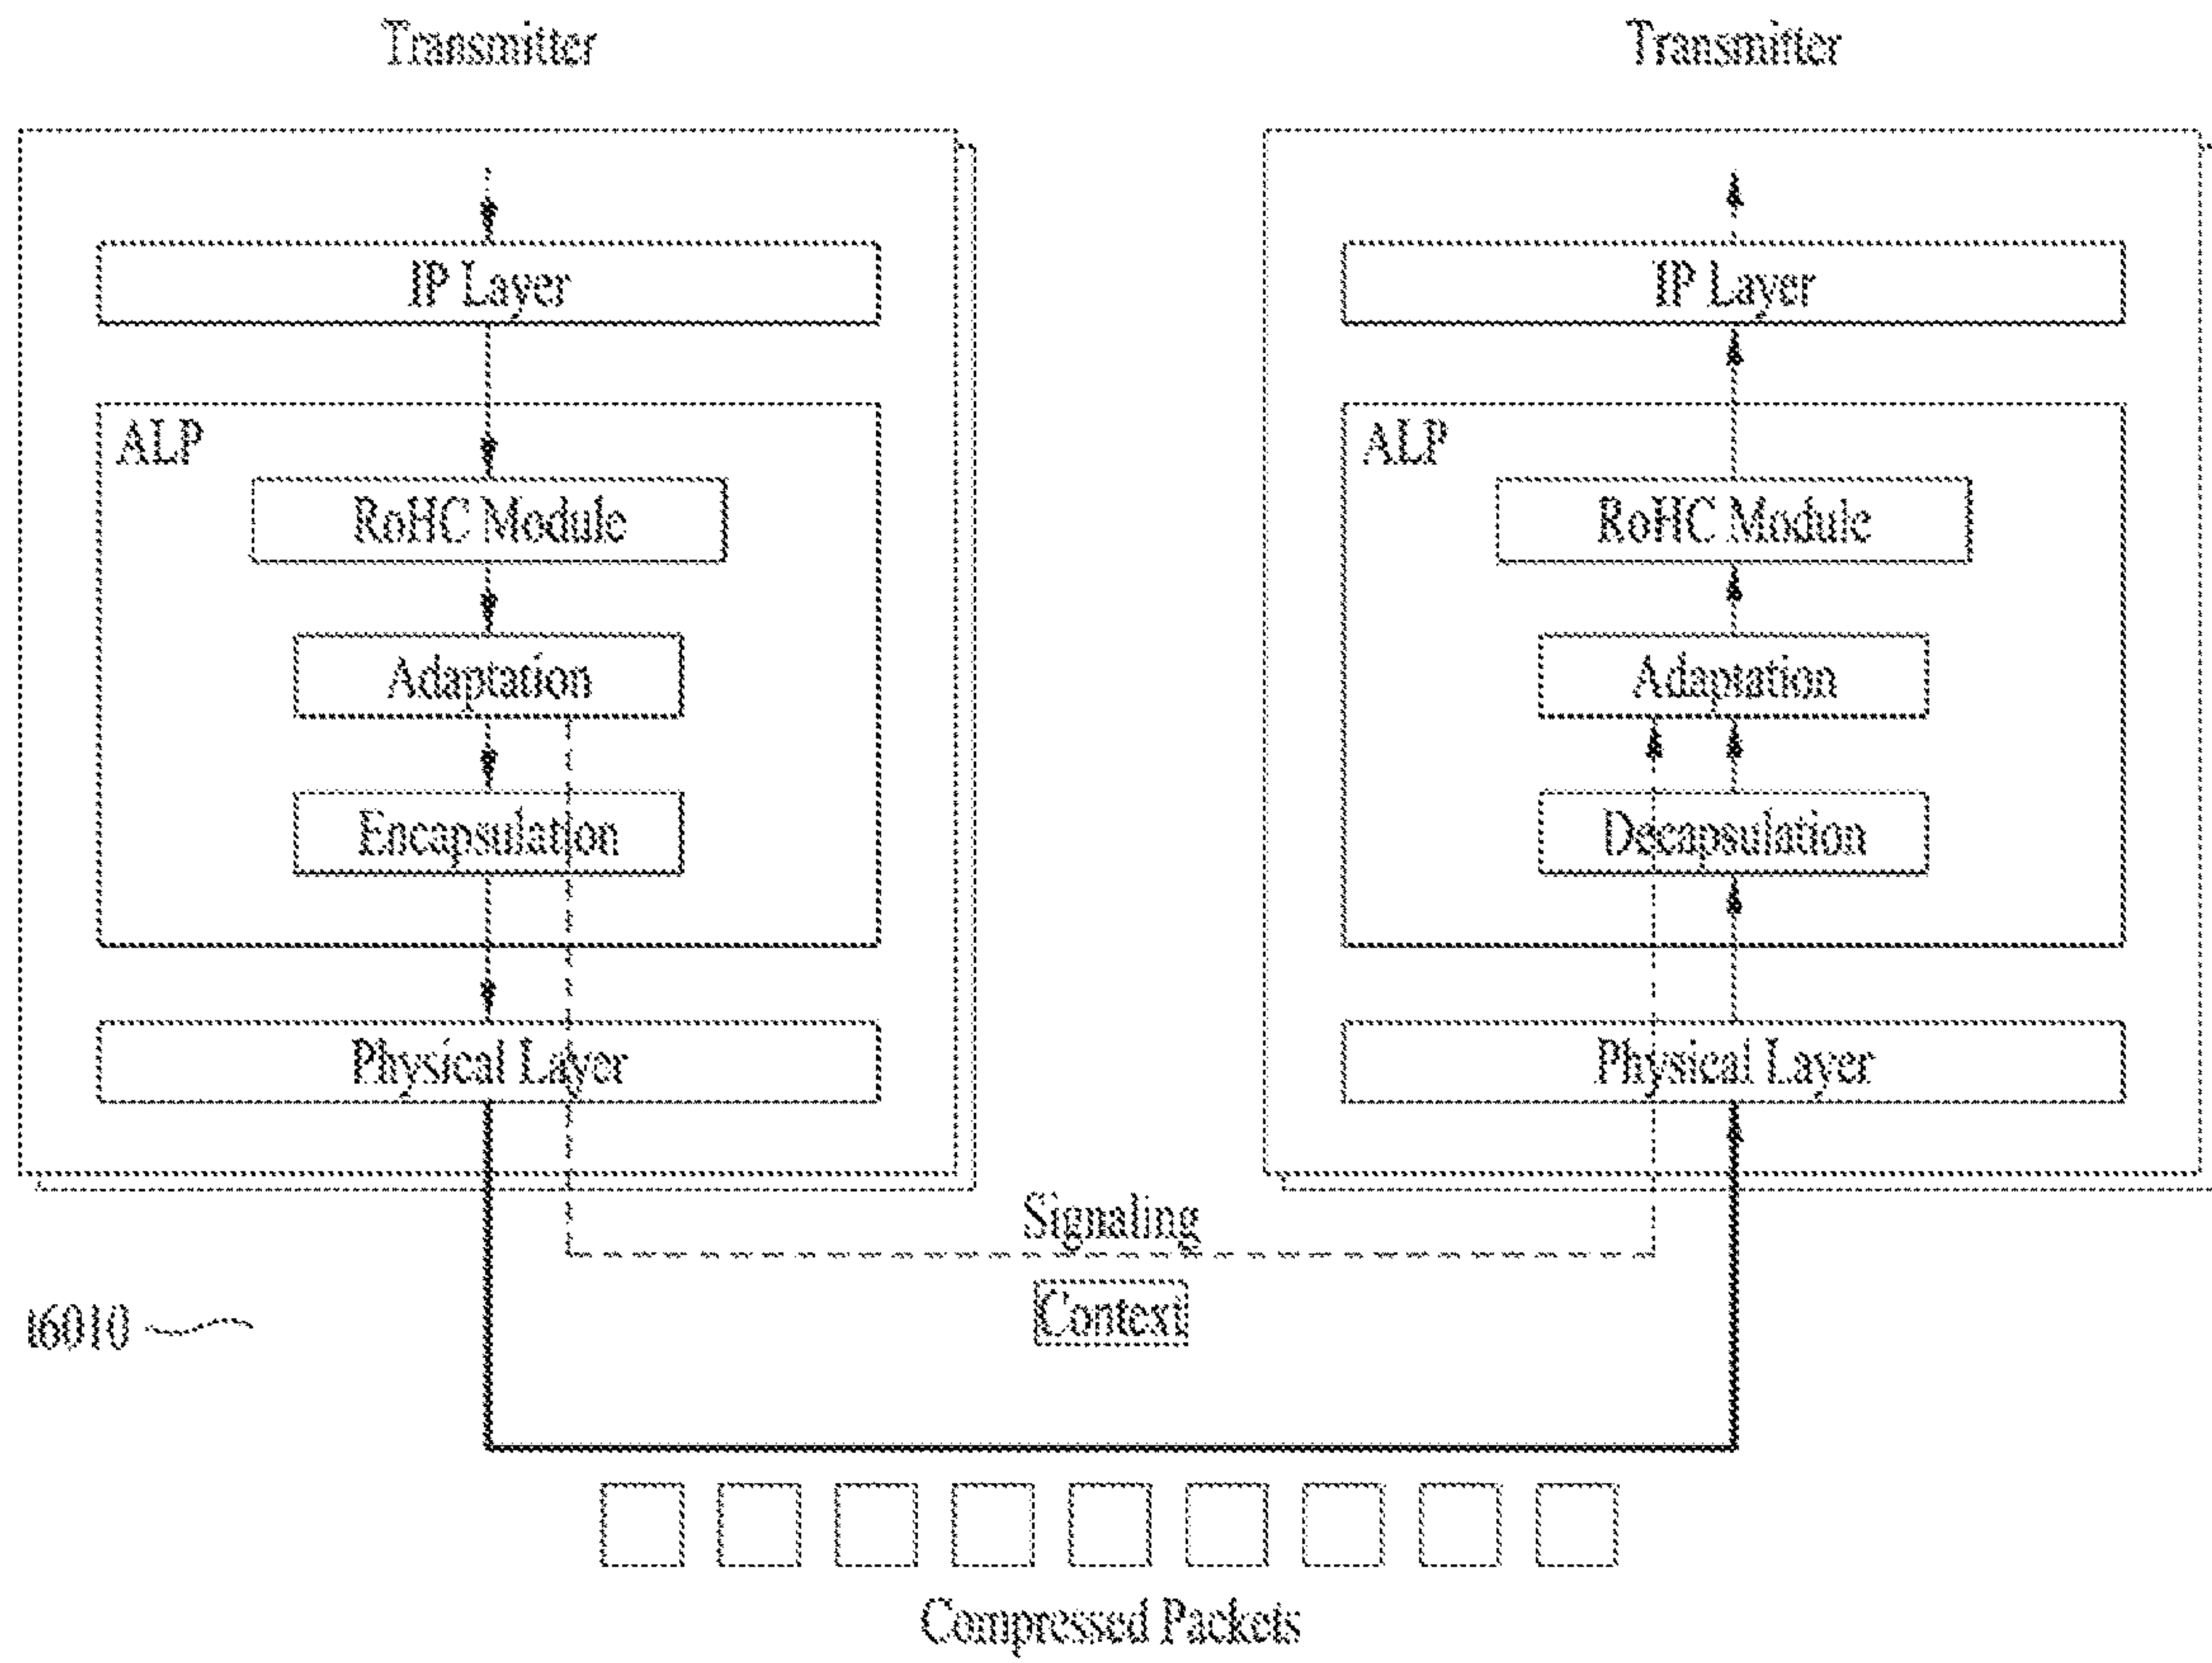 Transmitter
IP Layer
ALP
RoHC Module
Adaptation
Encapsulation
Physical Layer
Transmitter
IP Layer
ALP
RoHC Module
Adaptation
Decapsulation
Physical Layer
Signaling
Context
t6010
Compressed Packets